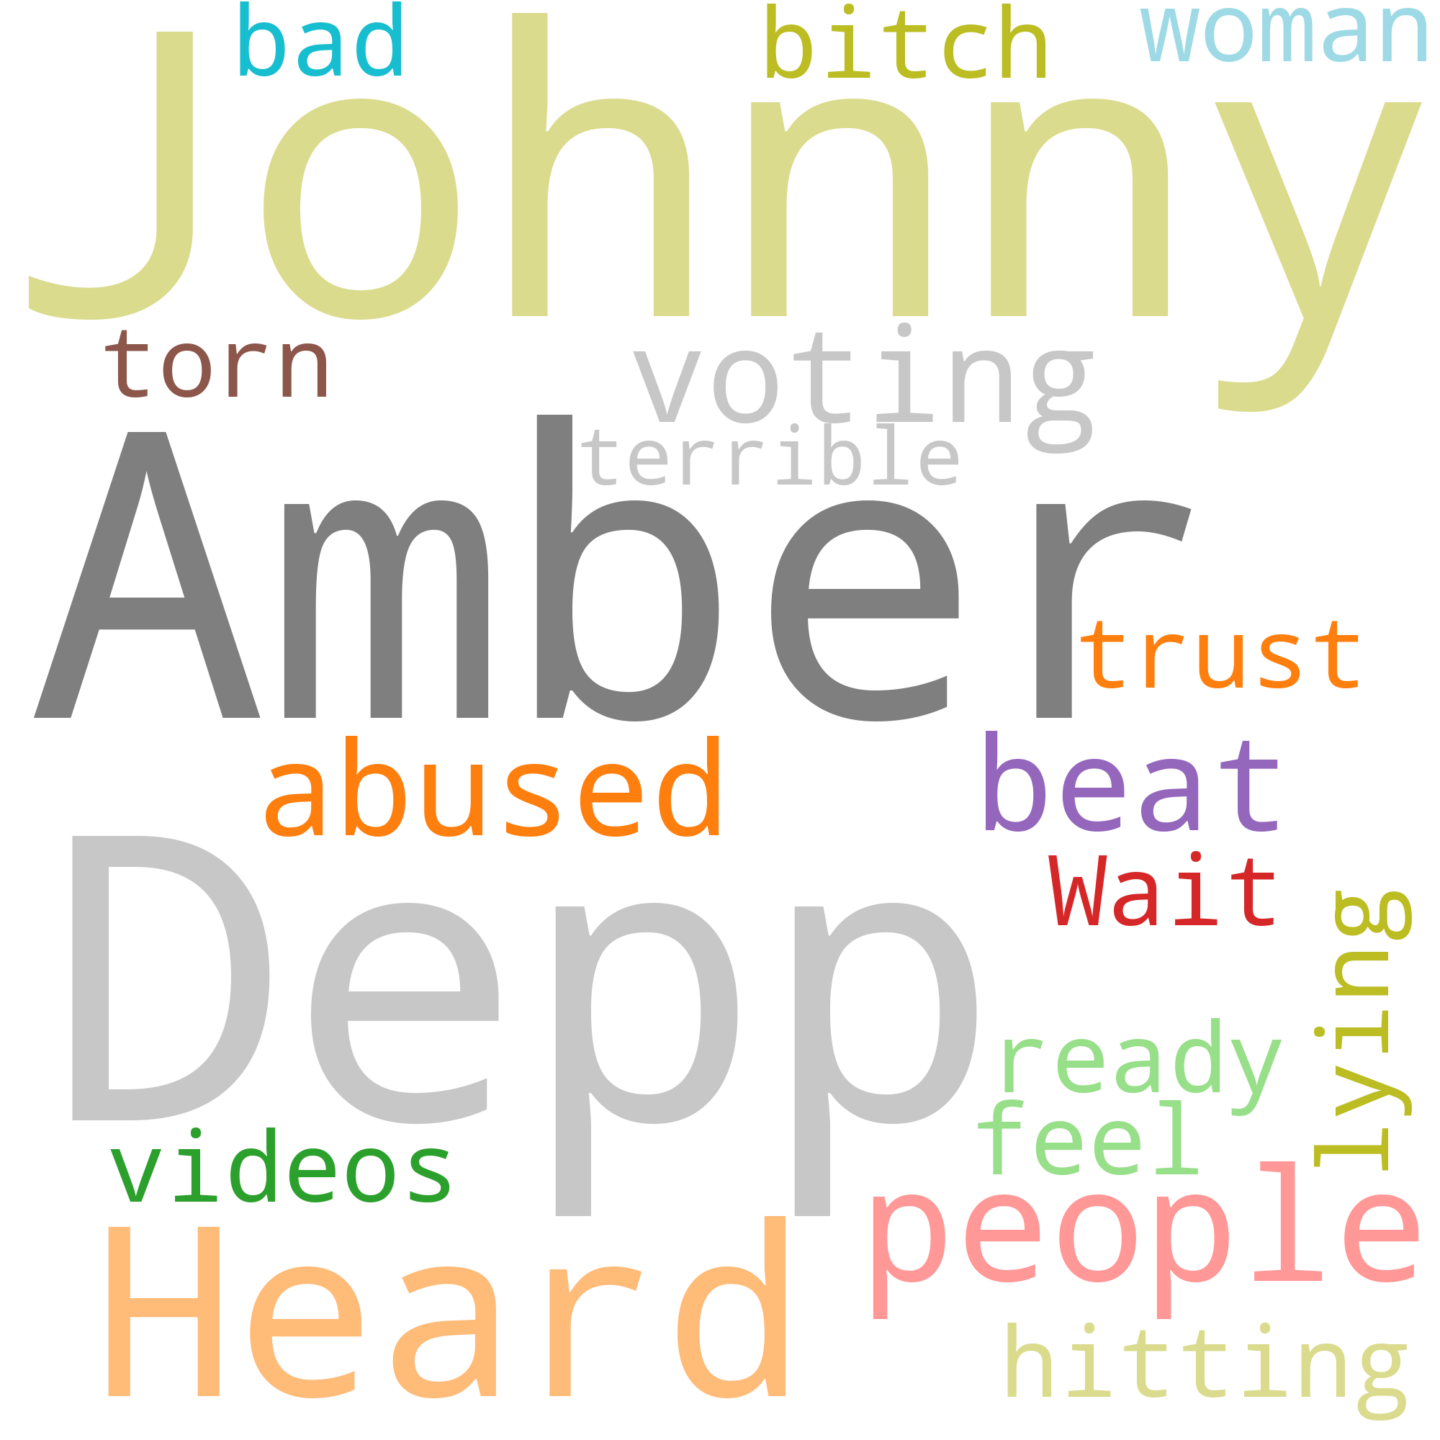 bad
bitch
woman
Johnny
torn
voting
terrible
Amber
trust
abused
beat
Wait
Depp
lying
ready
feel
videos
people
Heard
hitting